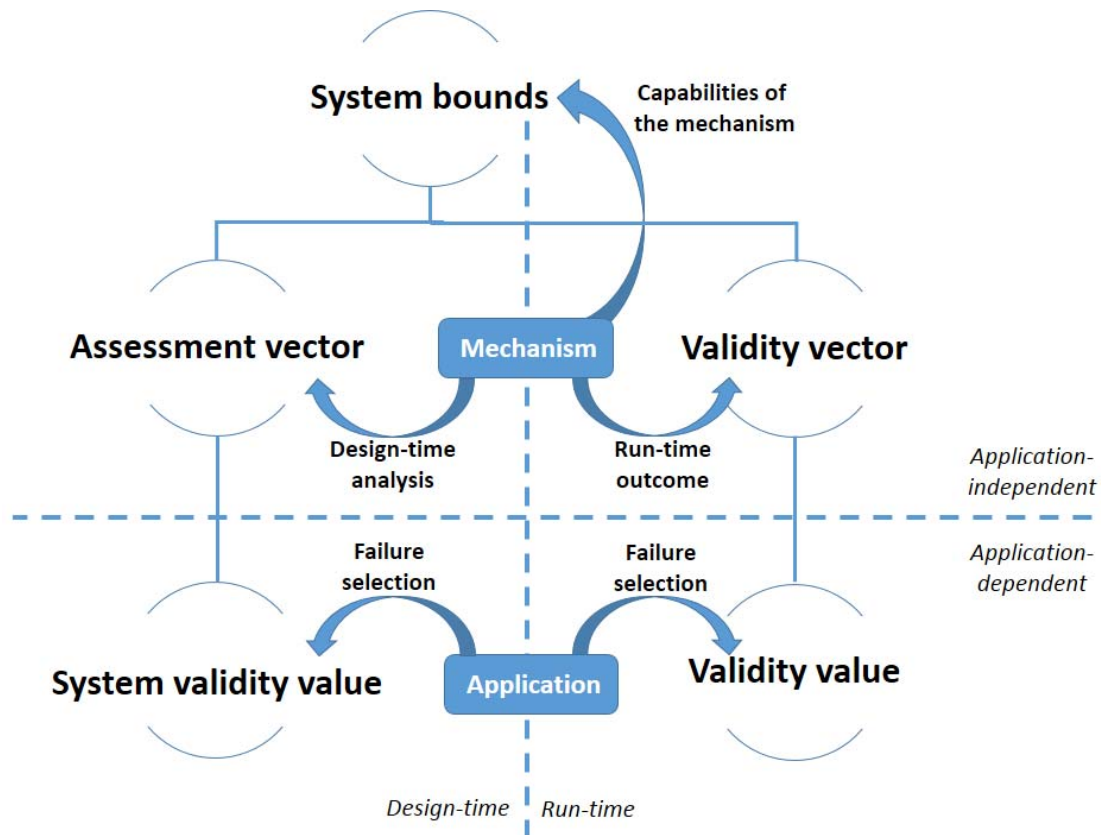 System bounds
Capabilities of
the mechanism
Assessment vector
Mechanism
Validity vector
Design-time
analysis
Run-time
outcome
Application-
independent
Application-
dependent
Failure
selection
Failure
selection
System validity value
Application
Validity value
Design-time
Run-time